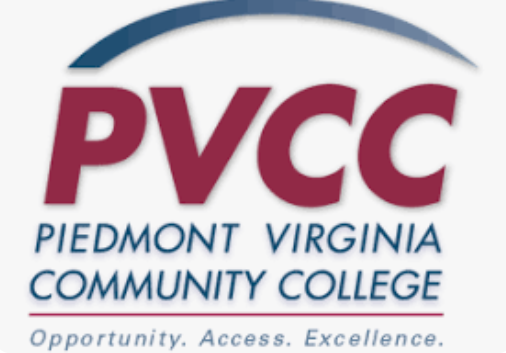 PVCC
PIEDMONT VIRGINIA
COMMUNITY COLLEGE
Opportunity. Access. Excellence.